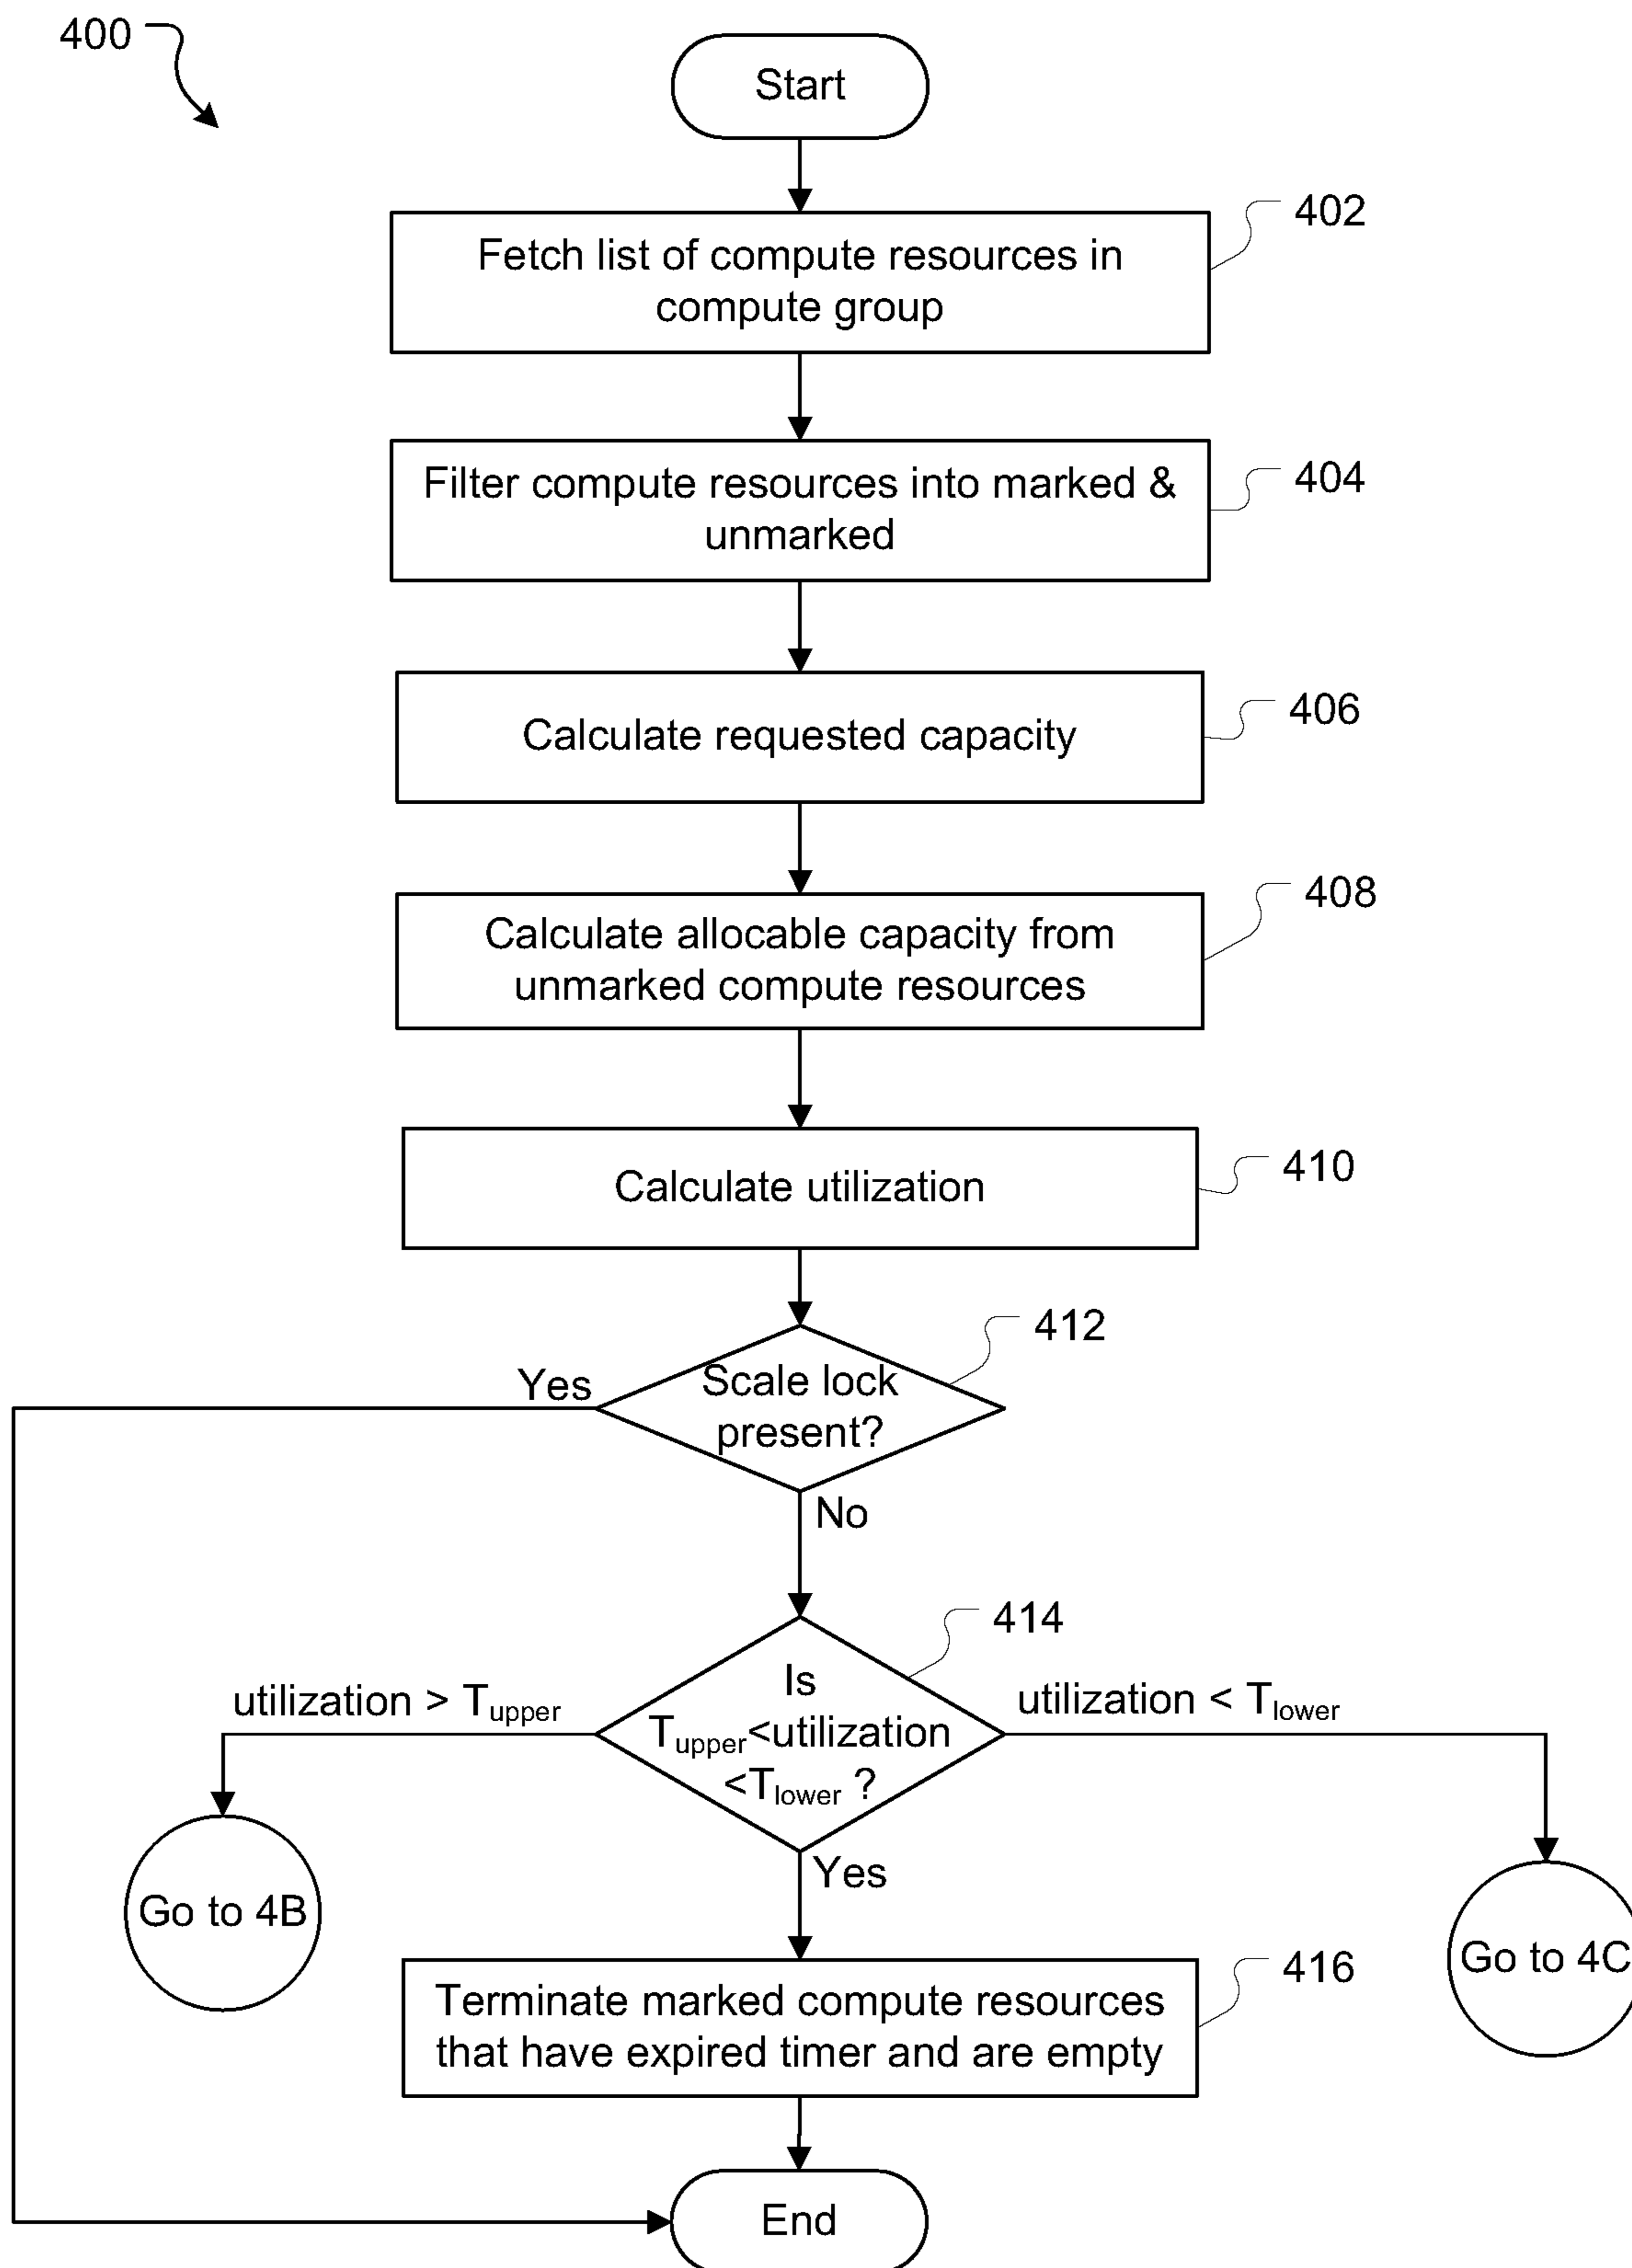 400
Start
402
Fetch list of compute resources in
compute group
404
Filter compute resources into marked &
unmarked
406
Calculate requested capacity
408
Calculate allocable capacity from
unmarked compute resources
410
Calculate utilization
412
Scale lock
present?
Yes
No
414
Is
Tupper<utilization
<Tlower ?
utilization > Tupper
utilization < Tlower
Go to 4B
Yes
Go to 4C
416
Terminate marked compute resources
that have expired timer and are empty
End